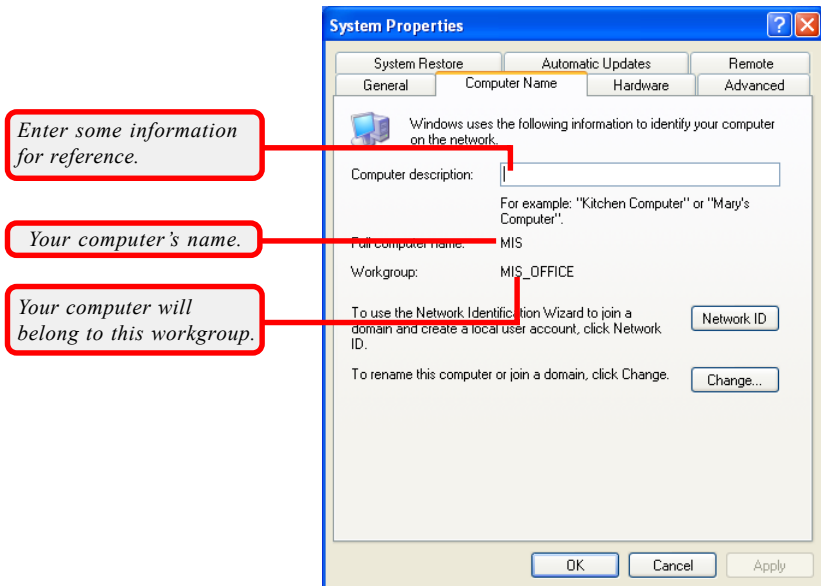 System Properties
System Restore
Automatic Updates
Remote
General
Computer Name
Hardware
Advanced
Enter some information
for reference.
Windows uses the following information to identify your computer
on the network.
Computer description:
For example: "Kitchen Computer" or "Mary's
Computer".
Your computer's name.
Full computer name:
MIS
Workgroup:
MIS_OFFICE
Your computer will
belong to this workgroup.
To use the Network Identification Wizard to join a
domain and create a local user account, click Network
ID.
Network ID
To rename this computer or join a domain, click Change.
Change...
OK
Cancel
Apply